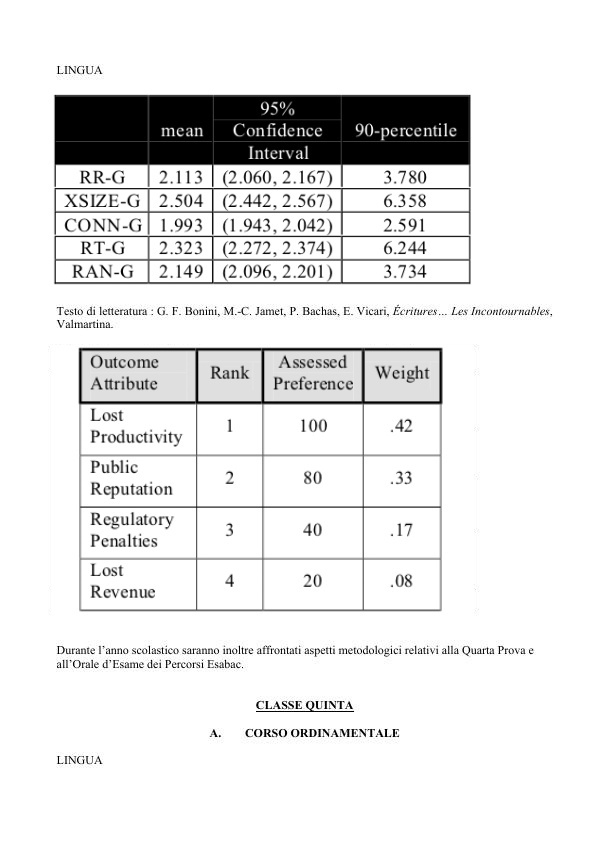 LINGUA
95%
mean Confidence 90-percentile
Interval
RR-G 2.113 (2.060, 2.167) 3.780
XSIZE-G 2.504 (2.442, 2.567) 6.358
CONN-G 1.993 (1.943, 2.042) 2.591
RT-G 2.323 (2.272, 2.374) 6.244
RAN-G 2.149 (2.096, 2.201) 3.734
Testo di letteratura : G. F. Bonini, M.-C. Jamet, P. Bachas, E. Vicari, Écritures… Les Incontournables,
Valmartina.
Outcome Attribute Rank Assessed Preference Weight
Lost Productivity 1 100 .42
Public Reputation 2 80 .33
Regulatory Penalties 3 40 .17
Lost Revenue 4 20 .08
Durante l’anno scolastico saranno inoltre affrontati aspetti metodologici relativi alla Quarta Prova e
all’Orale d’Esame dei Percorsi Esabac.
CLASSE QUINTA
A. CORSO ORDINAMENTALE
LINGUA